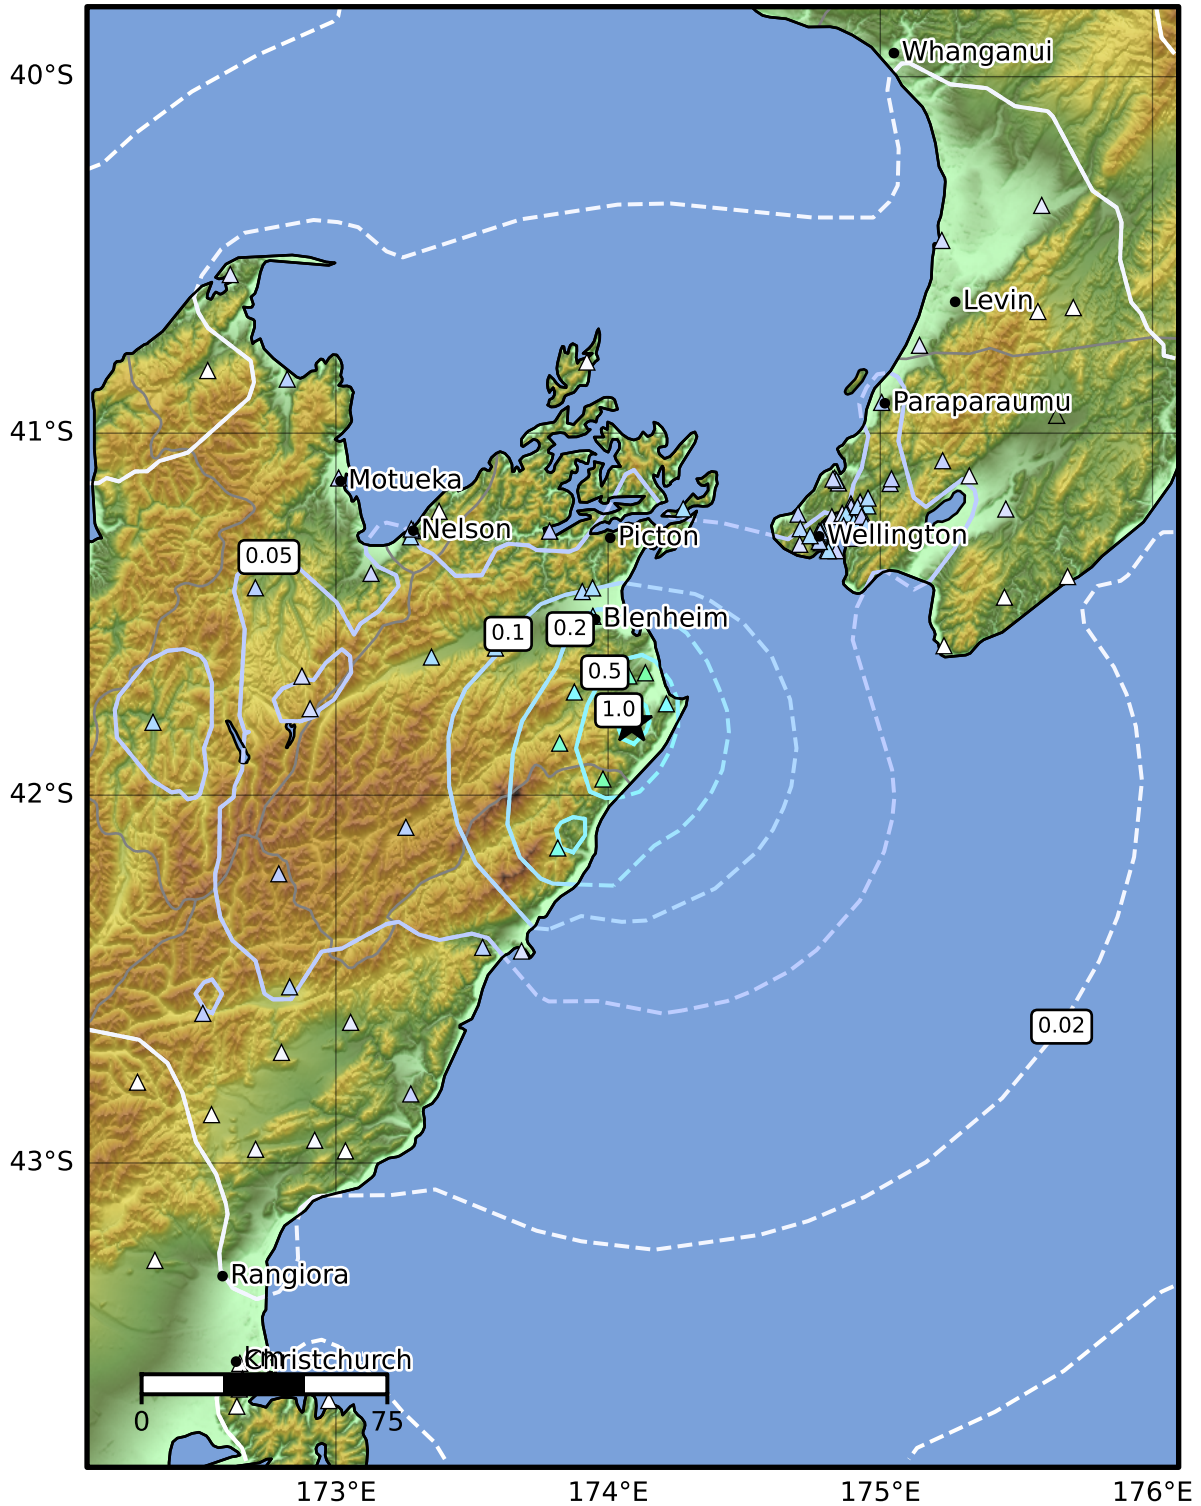 Whanganui
40°S
Levin
Paraparaumu
41°S
Motueka
Nelson
Picton
Wellington
0.05
Blenheim
0.1
0.2
0.5
1.0
42°S
0.02
43°S
Rangiora
km
Christchurch
0
75
173°E
174°E
175°E
176°E